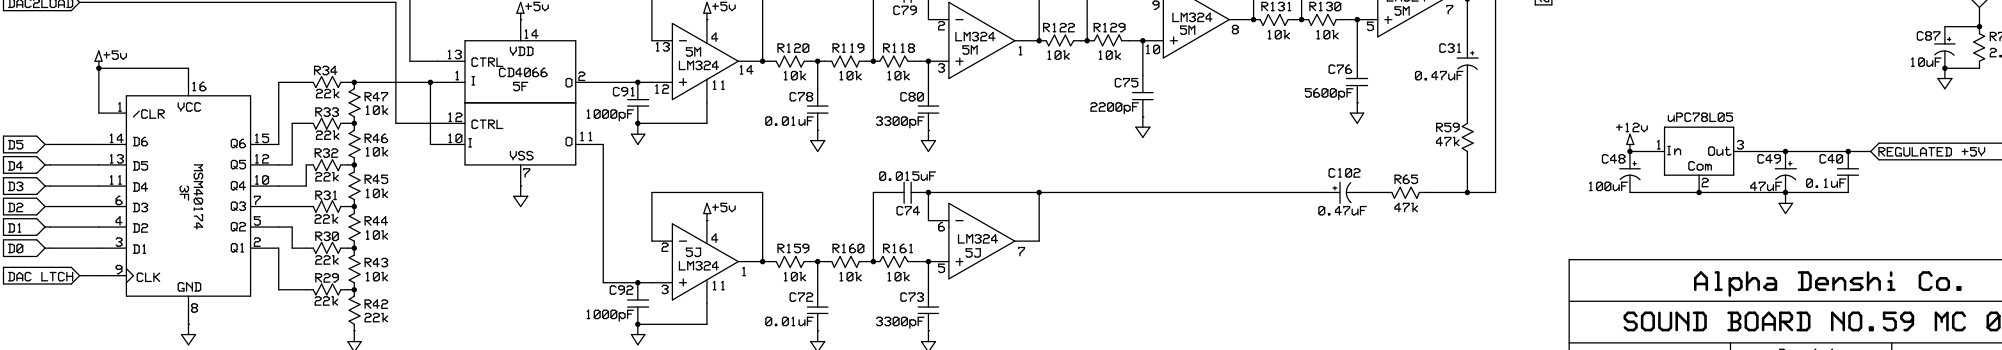 DAC2LOAD
+5v
14
VDD
CD4066
5F
13
CTRL
1
I
O
2
12
CTRL
10
I
O
11
VSS
7
+5v
16
VCC
1
/CLR
D5
14
D6
D4
13
D5
D3
11
D4
D2
6
D3
D1
4
D2
D0
3
D1
DAC LTCH
9
CLK
GND
8
MSM40174
3F
Q6
15
Q5
12
Q4
10
Q3
7
Q2
5
Q1
2
R34
22k
R33
22k
R32
22k
R31
22k
R30
22k
R29
22k
R47
10k
R46
10k
R45
10k
R44
10k
R43
10k
R42
22k
C91
1000pF
+5v
4
13
5M
LM324
12
11
14
R120
10k
R119
10k
R118
10k
C78
0.01uF
C79
C80
3300pF
2
LM324
5M
3
1
R122
10k
R129
10k
C75
2200pF
9
LM324
5M
10
8
R131
10k
R130
10k
C76
5600pF
5
5M
7
C31
0.47uF
R59
47k
C92
1000pF
+5v
4
2
5J
LM324
3
11
1
R159
10k
R160
10k
R161
10k
C72
0.01uF
0.015uF
C74
C73
3300pF
6
LM324
5J
5
7
C102
0.47uF
R65
47k
C87
10uF
+12v
uPC78L05
1
In
Out
3
Com
2
C48
100uF
C49
47uF
C40
0.1uF
REGULATED +5V
Alpha Denshi Co.
SOUND BOARD NO.59 MC